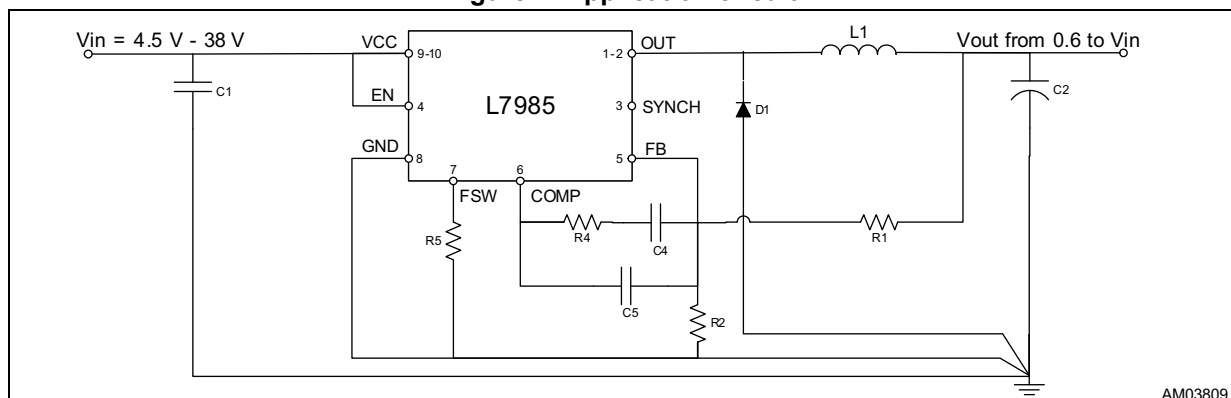 Vin = 4.5 V - 38 V
VCC
9-10
1-2
OUT
L1
Vout from 0.6 to Vin
C1
EN
4
L7985
3
SYNCH
D1
C2
GND
8
5
FB
7
6
FSW
COMP
R5
R4
C4
R1
C5
R2
AM03809